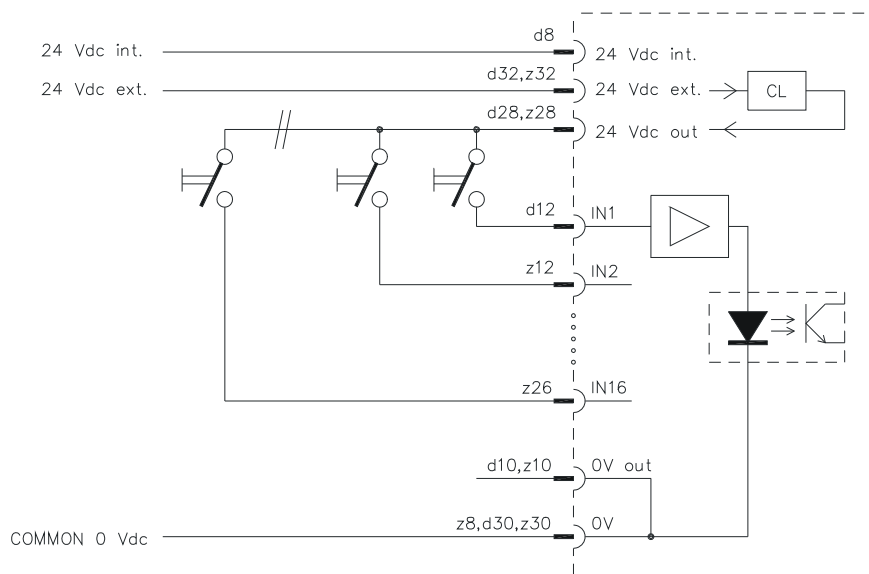 d8
24 Vdc int. 24 Vdc int.
d32,z32
24 Vdc ext. 24 Vdc ext. CL
d28,z28
24 Vdc out
d12 IN1
z12 IN2
z26 IN16
d10,z10 0V out
z8,d30,z30 0V
COMMON 0 Vdc